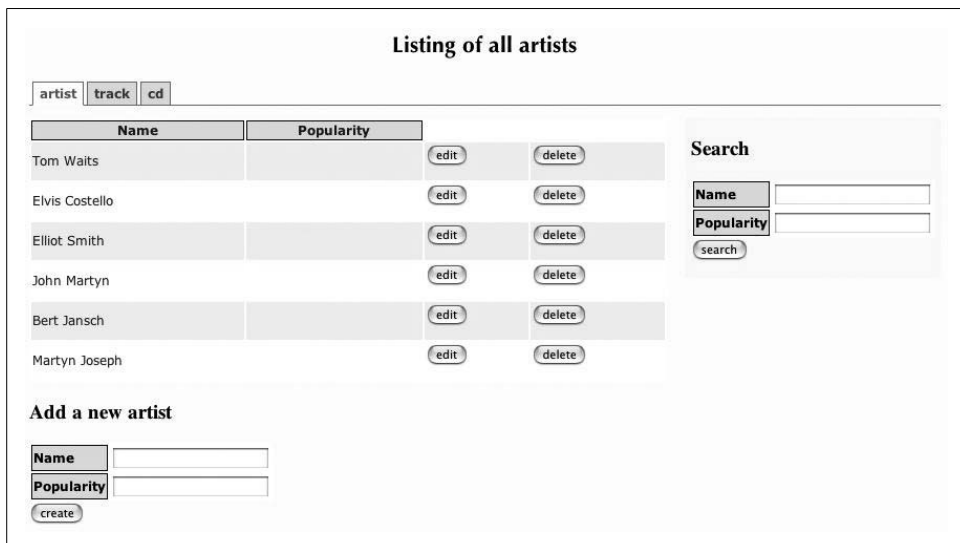 Listing of all artists
artist track cd
Name Popularity
Tom Waits edit delete
Elvis Costello edit delete
Elliot Smith edit delete
John Martyn edit delete
Bert Jansch edit delete
Martyn Joseph edit delete
Search
Name
Popularity
search
Add a new artist
Name
Popularity
create